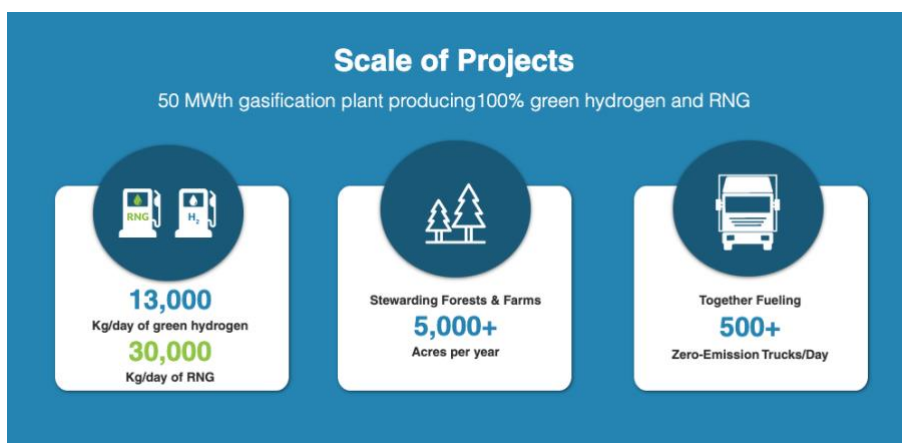 Scale of Projects
50 MWth gasification plant producing100% green hydrogen and RNG
RNG
H₂
13,000
Kg/day of green hydrogen
30,000
Kg/day of RNG
Stewarding Forests & Farms
5,000+
Acres per year
Together Fueling
500+
Zero-Emission Trucks/Day